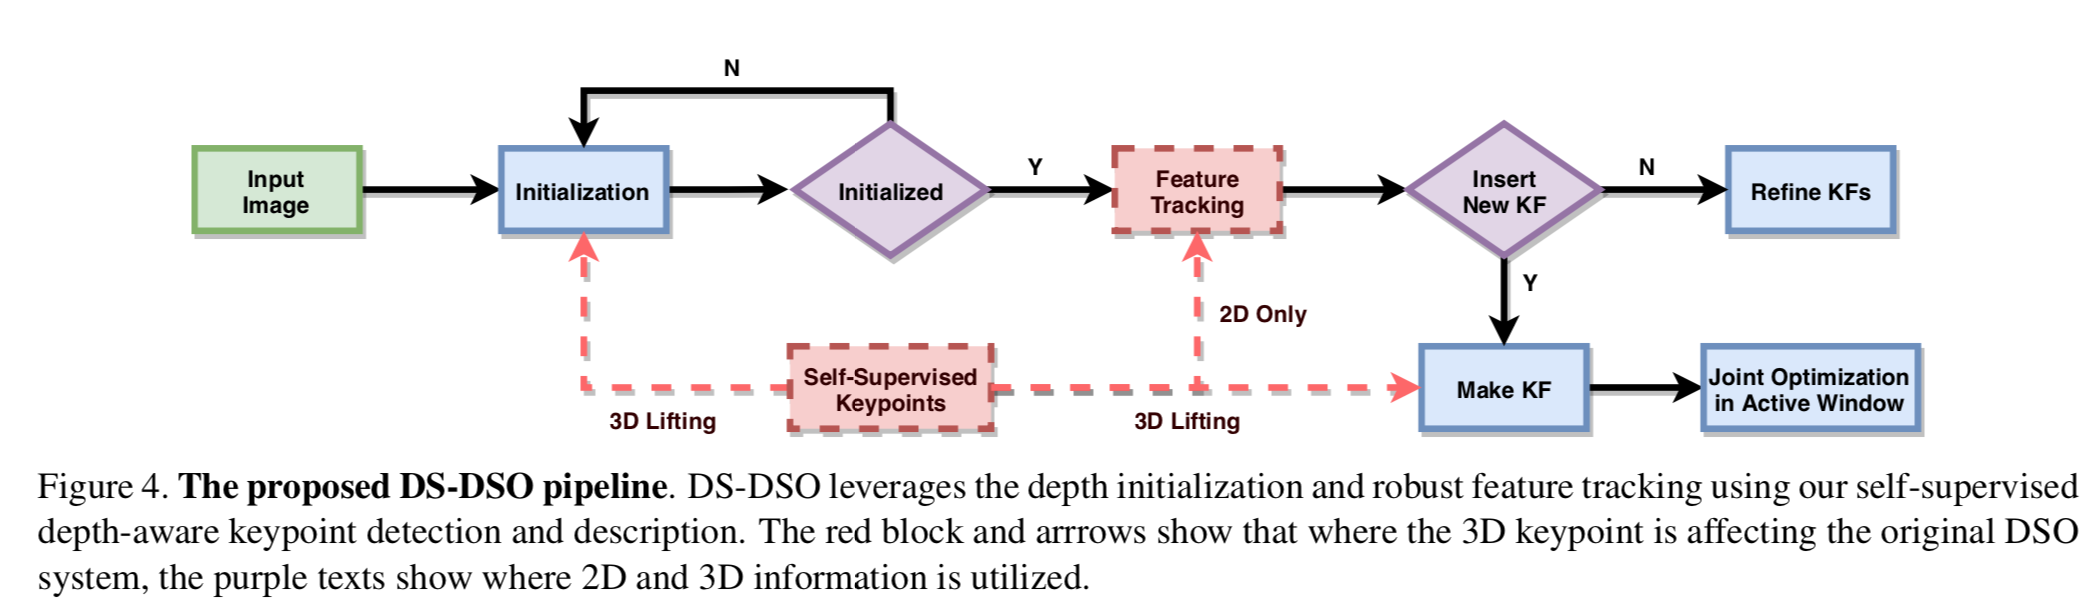 N
Input
Image
Initialization
Initialized
Y
Feature
Tracking
Insert
New KF
N
Refine KFs
Y
2D Only
Self-Supervised
Keypoints
3D Lifting
3D Lifting
Make KF
Joint Optimization
in Active Window
Figure 4. The proposed DS-DSO pipeline. DS-DSO leverages the depth initialization and robust feature tracking using our self-supervised
depth-aware keypoint detection and description. The red block and arrrows show that where the 3D keypoint is affecting the original DSO
system, the purple texts show where 2D and 3D information is utilized.